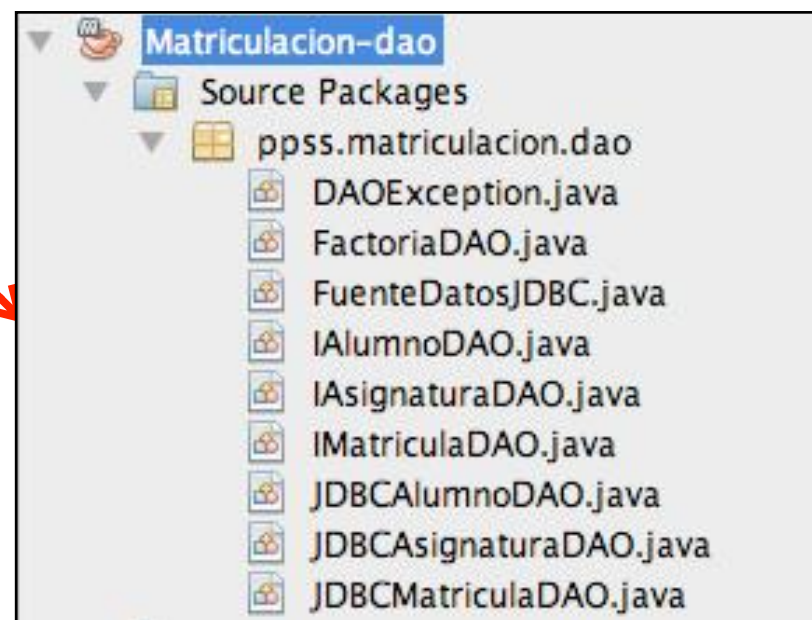 Matriculacion-dao
Source Packages
ppss.matriculacion.dao
DAOException.java
FactoriaDAO.java
FuenteDatosJDBC.java
IAlumnoDAO.java
IAsignaturaDAO.java
IMatriculaDAO.java
JDBCAlumnoDAO.java
JDBCAsignaturaDAO.java
JDBCMatriculaDAO.java